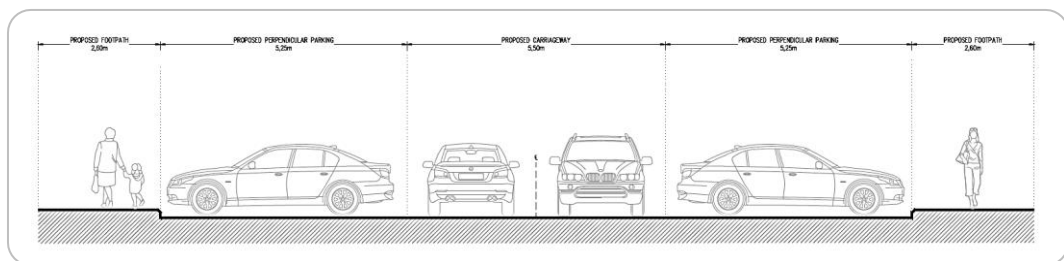 PROPOSED FOOTPATH
2,60m
PROPOSED PERPENDICULAR PARKING
5,25m
PROPOSED CARRIAGEWAY
5,50m
PROPOSED PERPENDICULAR PARKING
5,25m
PROPOSED FOOTPATH
2,60m